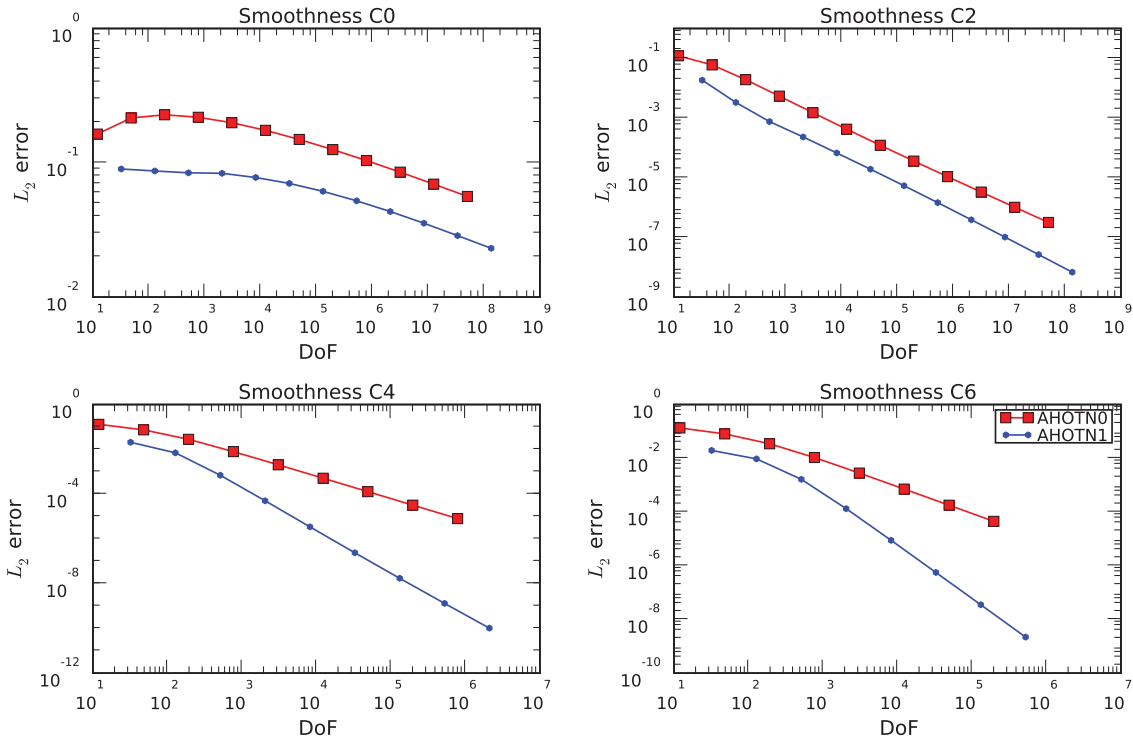 Smoothness C0
10^0
10^-1
10^-2
L_2 error
10^1 10^2 10^3 10^4 10^5 10^6 10^7 10^8 10^9
DoF
Smoothness C2
10^-1
10^-3
10^-5
10^-7
10^-9
L_2 error
10^1 10^2 10^3 10^4 10^5 10^6 10^7 10^8 10^9
DoF
Smoothness C4
10^0
10^-4
10^-8
10^-12
L_2 error
10^1 10^2 10^3 10^4 10^5 10^6 10^7
DoF
Smoothness C6
AHOTN0
AHOTN1
10^0
10^-2
10^-4
10^-6
10^-8
10^-10
L_2 error
10^1 10^2 10^3 10^4 10^5 10^6 10^7
DoF